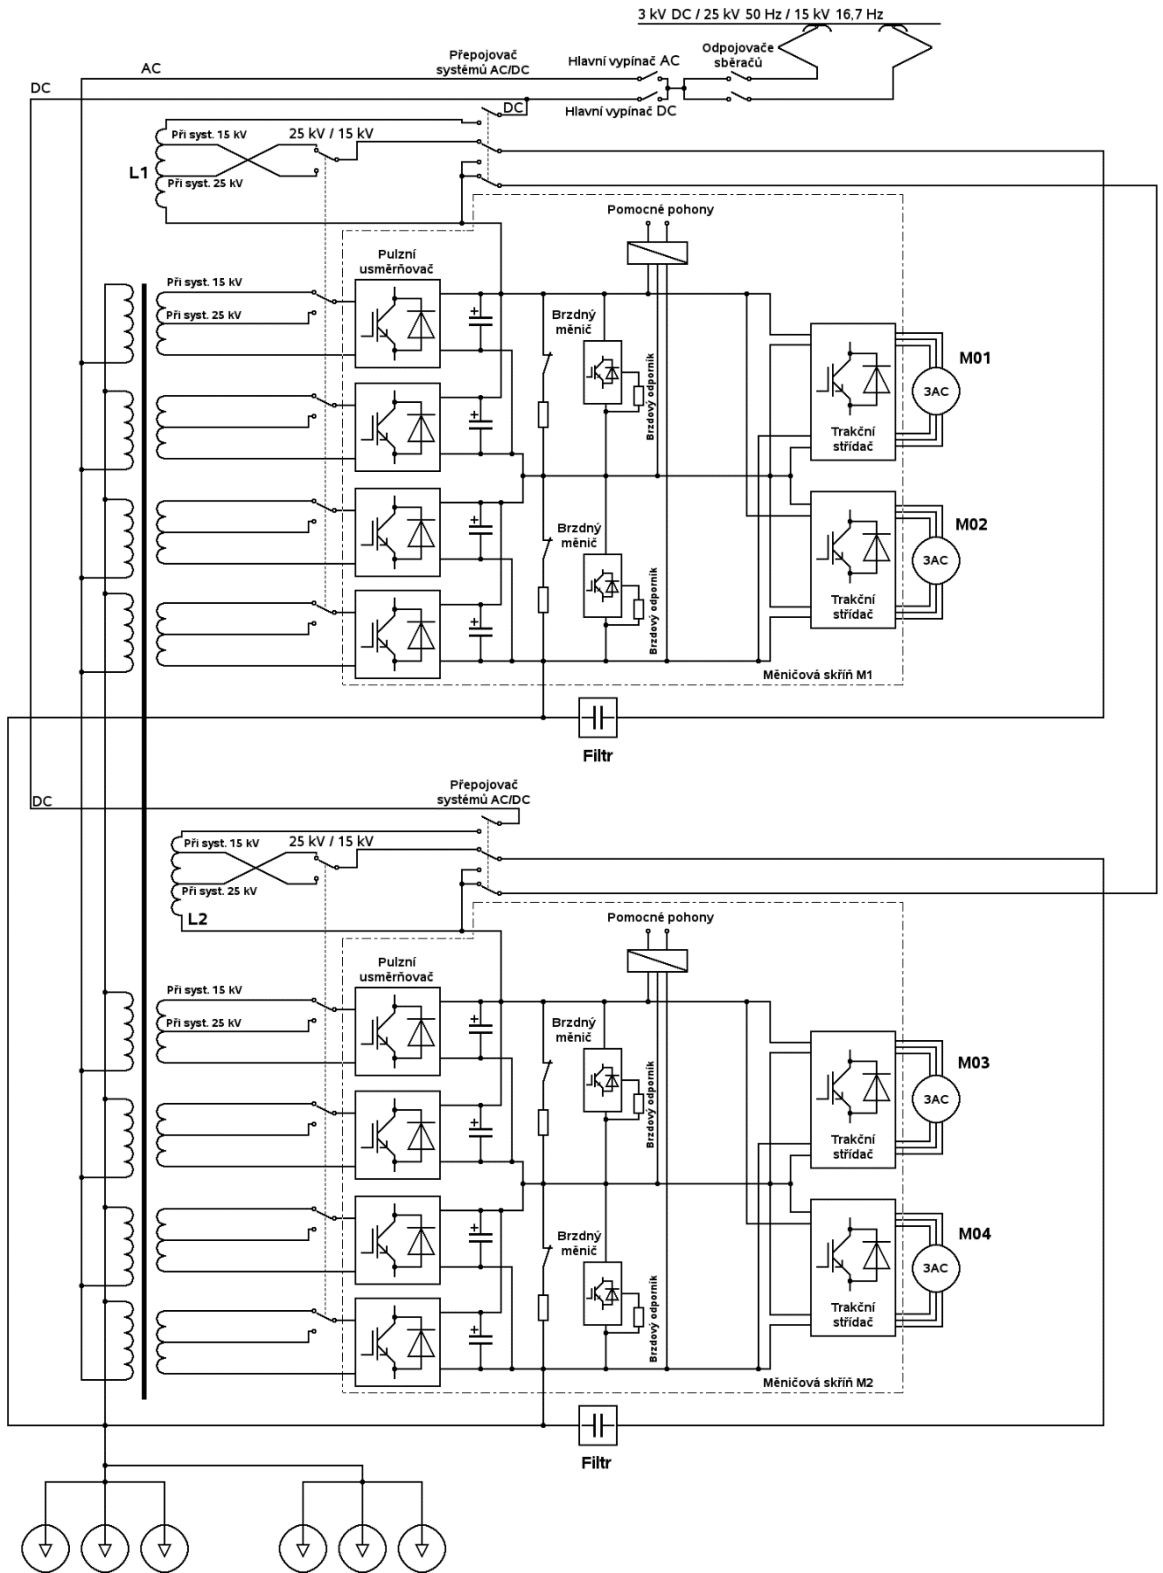 3 kV DC / 25 kV 50 Hz / 15 kV 16,7 Hz
Přepojovač
systémů AC/DC
Hlavní vypínač AC
Odpojovače
sběračů
AC
DC
DC
Hlavní vypínač DC
Při syst. 15 kV
25 kV / 15 kV
L1
Při syst. 25 kV
Pomocné pohony
Pulzní
usměrňovač
Při syst. 15 kV
Při syst. 25 kV
+
Brzdný
měnič
Brzdový odporník
M01
3AC
Trakční
střídač
+
+
Brzdný
měnič
Brzdový odporník
M02
3AC
Trakční
střídač
+
Měničová skříň M1
Filtr
Přepojovač
systémů AC/DC
DC
Při syst. 15 kV
25 kV / 15 kV
Při syst. 25 kV
L2
Pomocné pohony
Pulzní
usměrňovač
Při syst. 15 kV
Při syst. 25 kV
+
Brzdný
měnič
Brzdový odporník
M03
3AC
Trakční
střídač
+
+
Brzdný
měnič
Brzdový odporník
M04
3AC
Trakční
střídač
+
Měničová skříň M2
Filtr